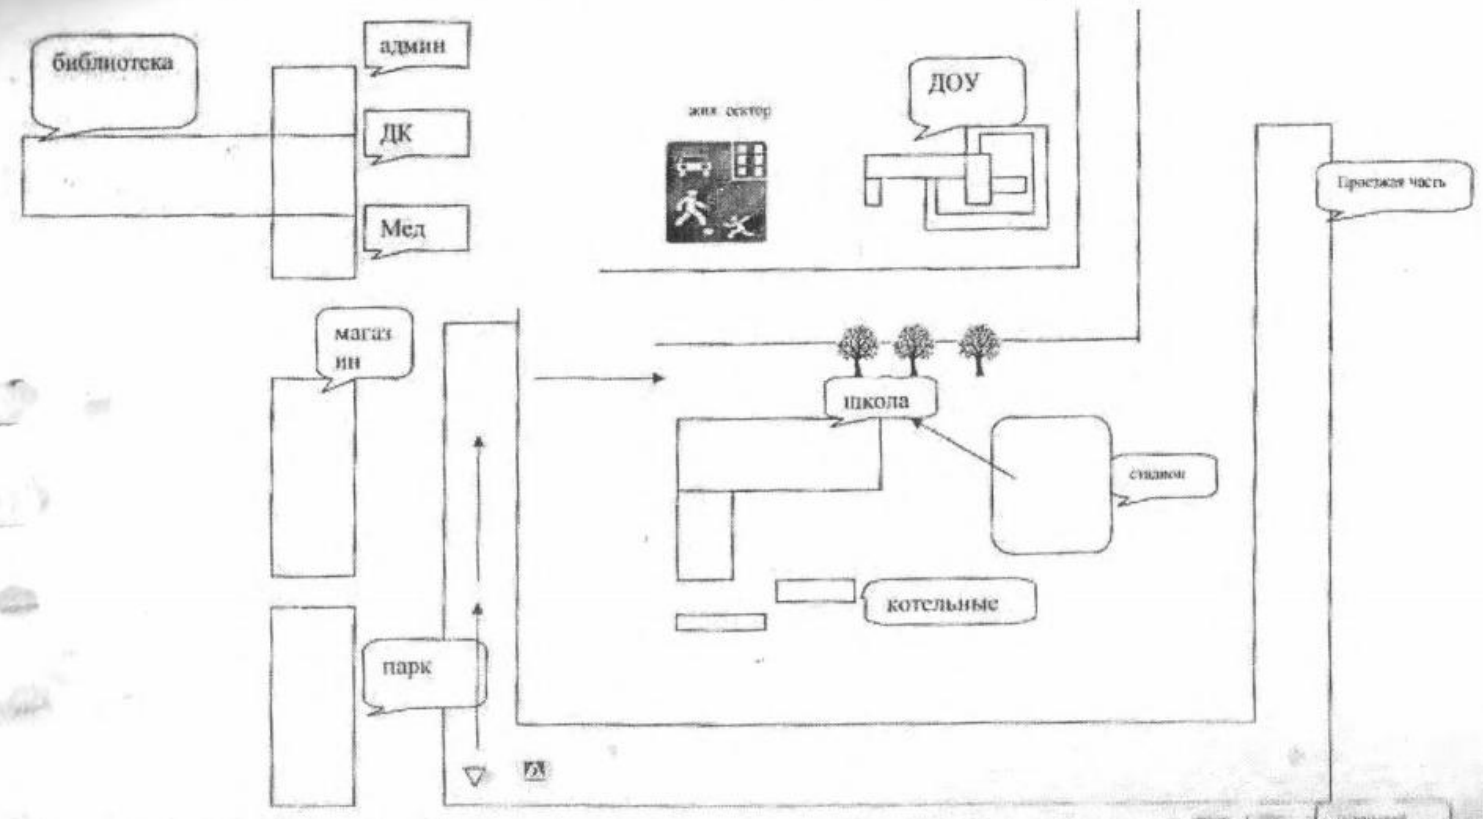 библиотека
админ
ДК
Мед
жил сектор
ДОУ
Проезжая часть
магаз
ин
школа
стадион
котельные
парк